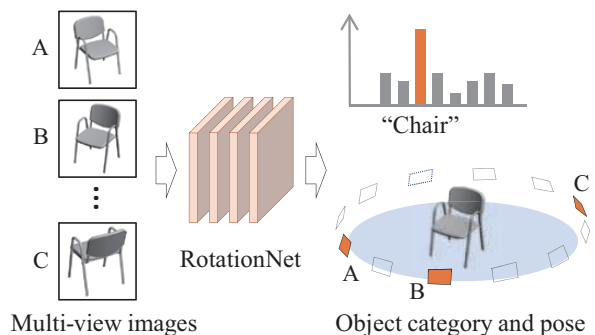 A
B
C
Multi-view images
RotationNet
“Chair”
C
A
B
Object category and pose